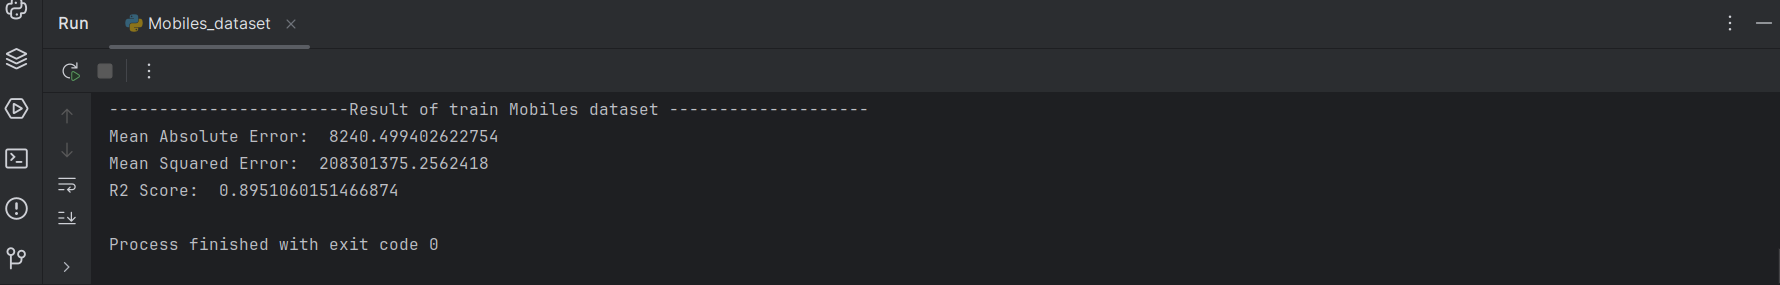 Run Mobiles_dataset
-------------------------Result of train Mobiles dataset --------------------
Mean Absolute Error:  8240.499402622754
Mean Squared Error:  208301375.2562418
R2 Score:  0.8951060151466874
Process finished with exit code 0